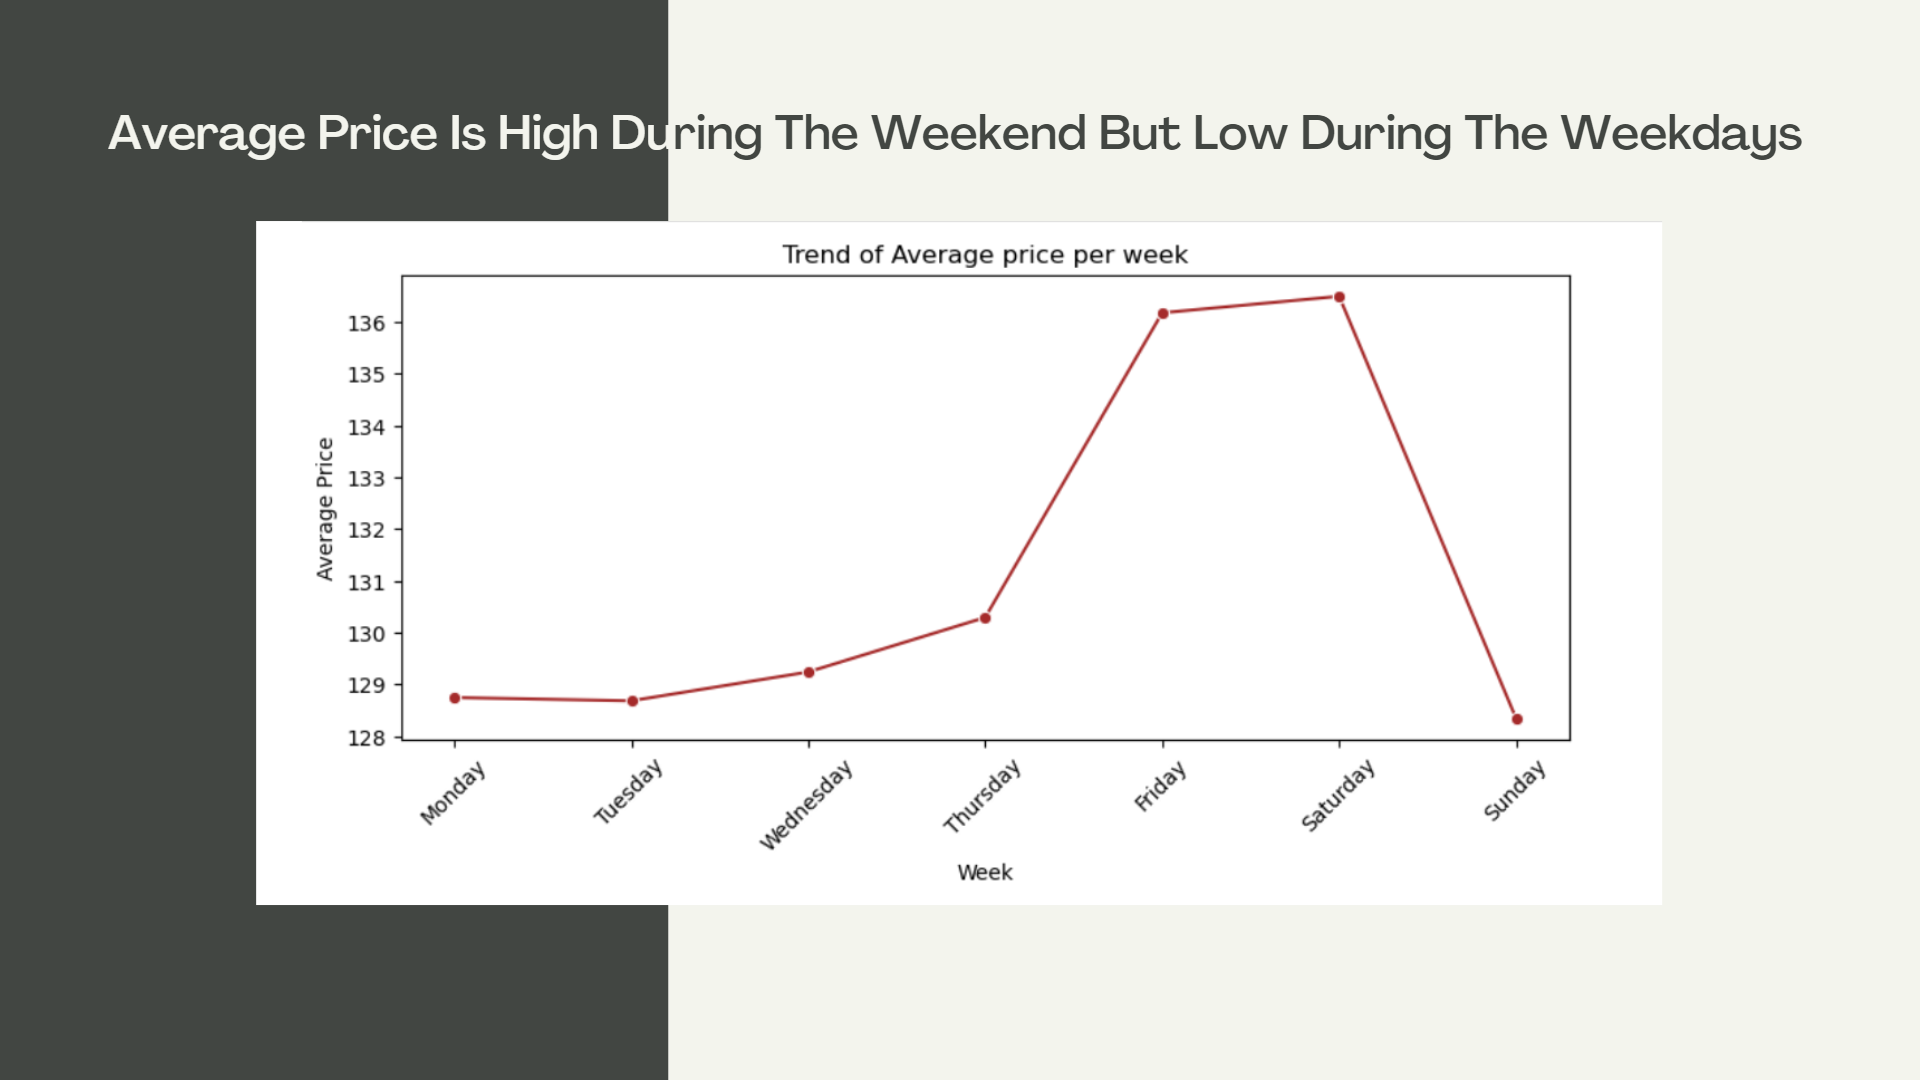 Average Price Is High During The Weekend But Low During The Weekdays
Trend of Average price per week
Average Price
136
135
134
133
132
131
130
129
128
Monday
Tuesday
Wednesday
Thursday
Friday
Saturday
Sunday
Week